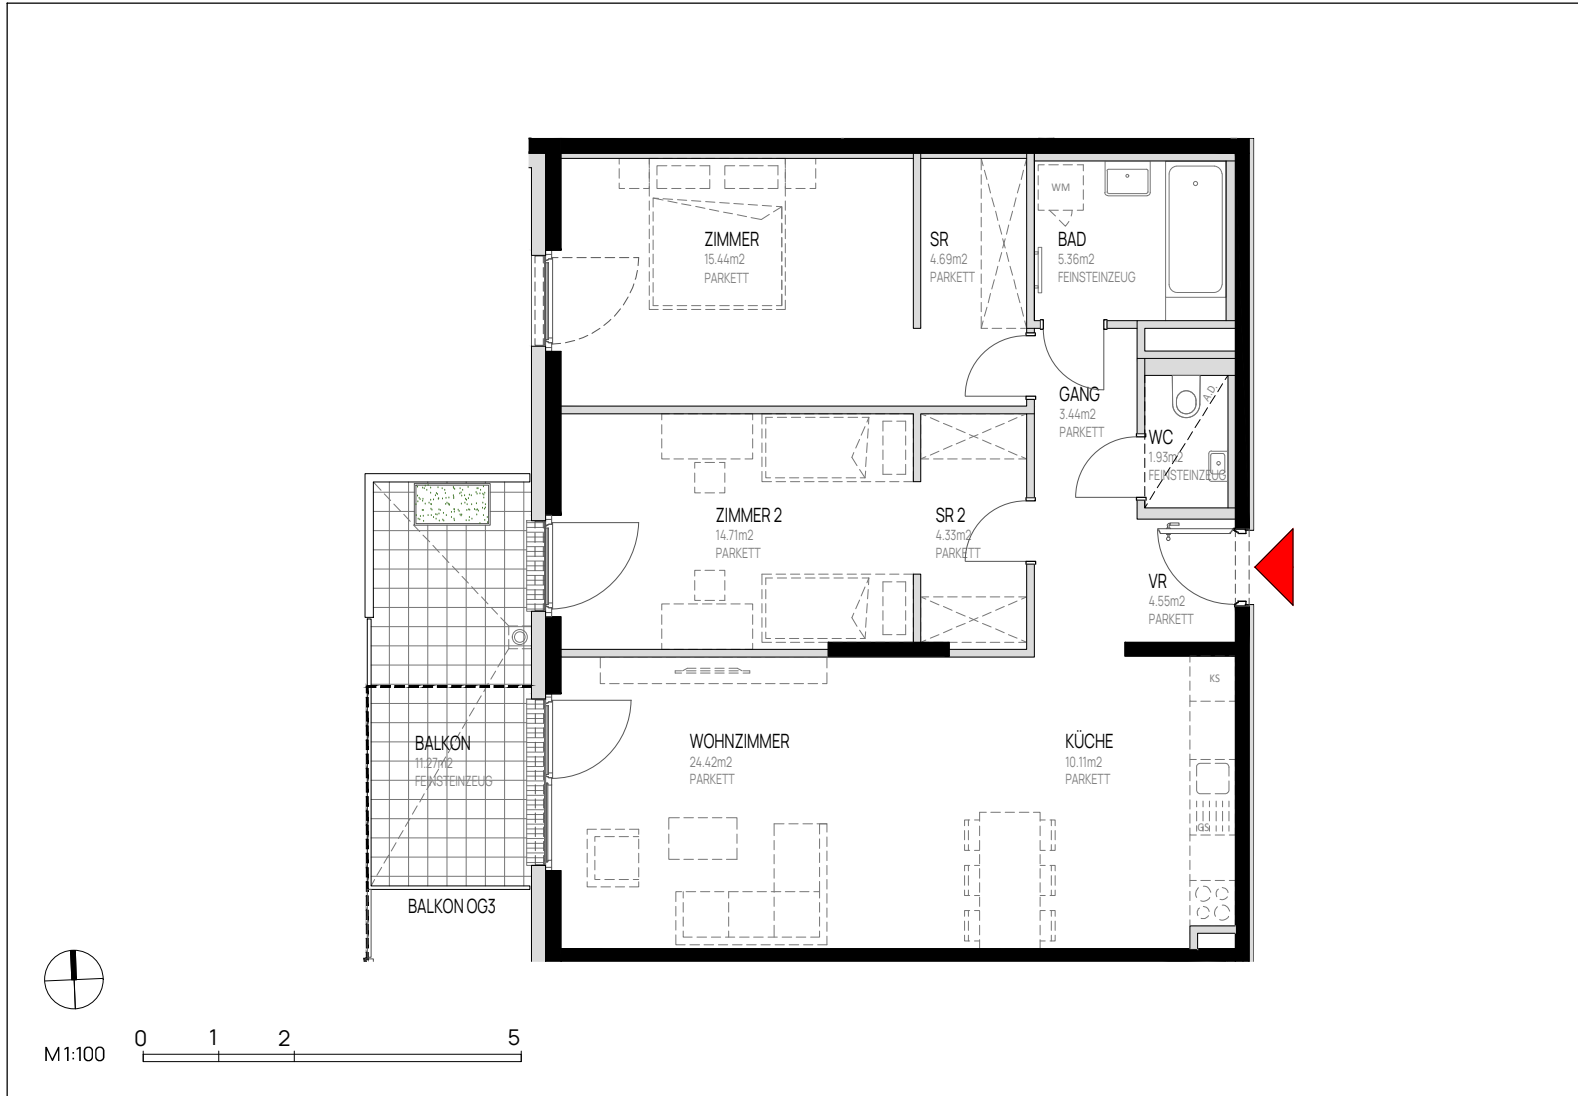 ZIMMER
15.44m2
PARKETT
SR
4.69m2
PARKETT
WM
BAD
5.36m2
FEINSTEINZEUG
GANG
3.44m2
PARKETT
A.D.
WC
1.93m2
FEINSTEINZEUG
ZIMMER 2
14.71m2
PARKETT
SR 2
4.33m2
PARKETT
VR
4.55m2
PARKETT
KS
BALKON
11.27m2
FEINSTEINZEUG
WOHNZIMMER
24.42m2
PARKETT
KÜCHE
10.11m2
PARKETT
GS
BALKON OG3
M 1:100
0 1 2 5